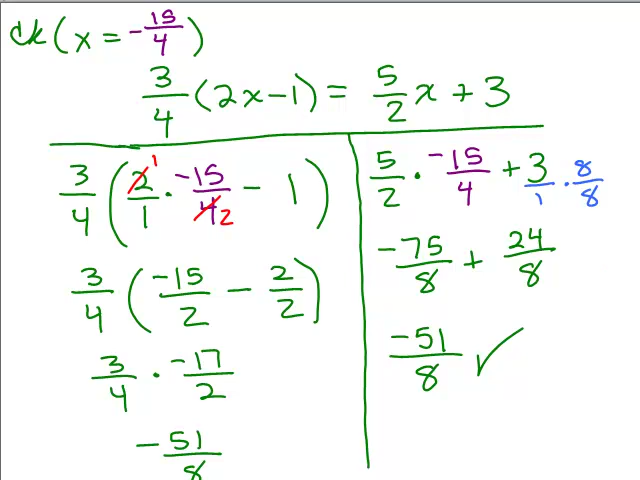 ck (x = -15/4)
3/4 (2x - 1) = 5/2 x + 3
3/4 (2/1 1 · -15/4 2 - 1)
3/4 (-15/2 - 2/2)
3/4 · -17/2
-51/8
5/2 · -15/4 + 3/1 · 8/8
-75/8 + 24/8
-51/8 ✓